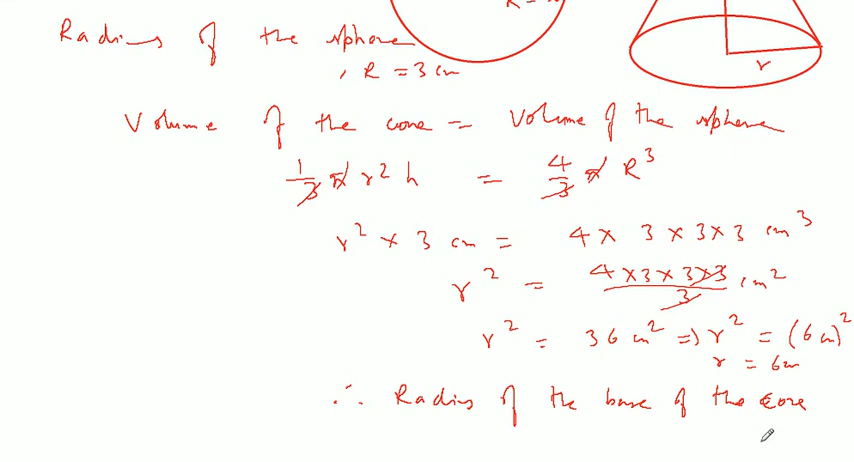 R = 
Radius of the sphere
, R = 3 cm
r
Volume of the cone = Volume of the sphere
1/3 π r² h = 4/3 π R³
r² × 3 cm = 4 × 3 × 3 × 3 cm³
r² = 4 × 3 × 3 × 3 / 3 cm²
r² = 36 cm² ⇒ r² = (6 cm)²
r = 6cm
∴ Radius of the base of the cone